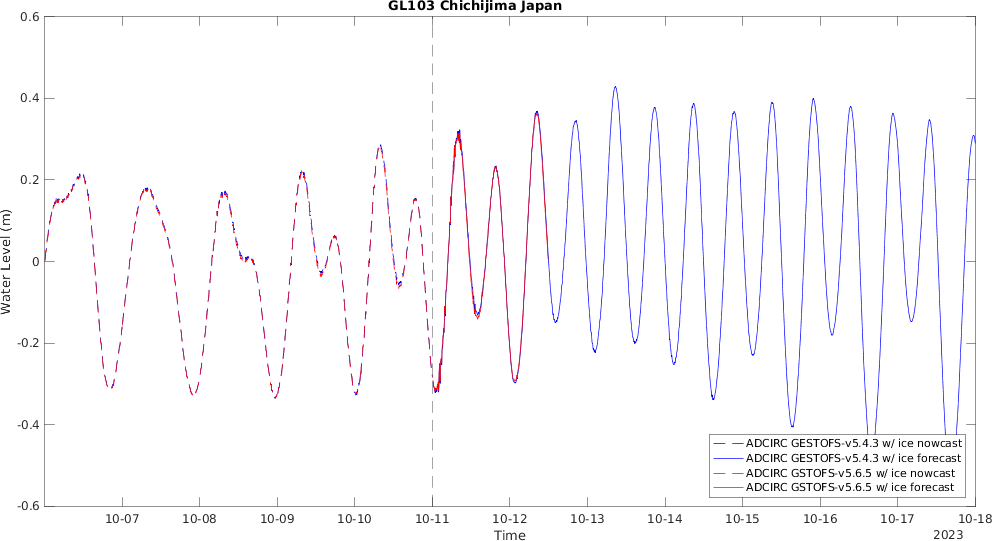 GL103 Chichijima Japan
0.6
0.4
0.2
0
-0.2
-0.4
-0.6
Water Level (m)
10-07 10-08 10-09 10-10 10-11 10-12 10-13 10-14 10-15 10-16 10-17 10-18
Time
2023
ADCIRC GESTOFS-v5.4.3 w/ ice nowcast
ADCIRC GESTOFS-v5.4.3 w/ ice forecast
ADCIRC GSTOFS-v5.6.5 w/ ice nowcast
ADCIRC GSTOFS-v5.6.5 w/ ice forecast